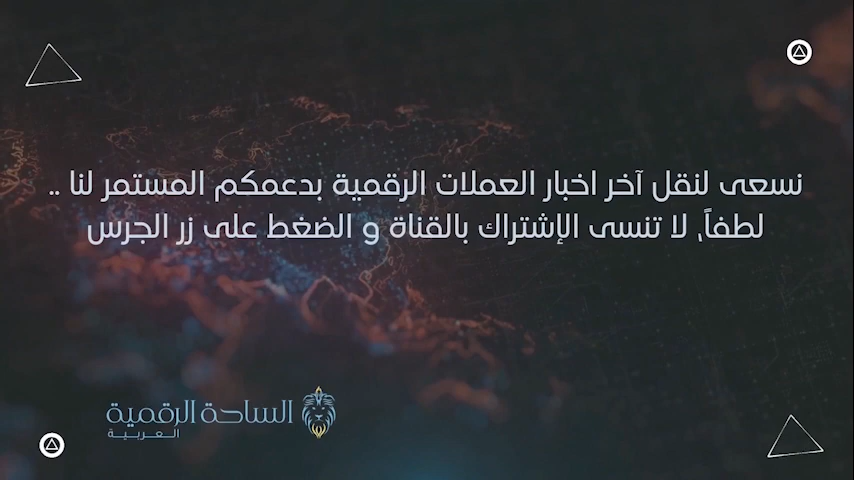 نسعى لنقل آخر اخبار العملات الرقمية بدعمكم المستمر لنا ..
لطفاً، لا تنسى الإشتراك بالقناة و الضغط على زر الجرس
الساحة الرقمية
العربية